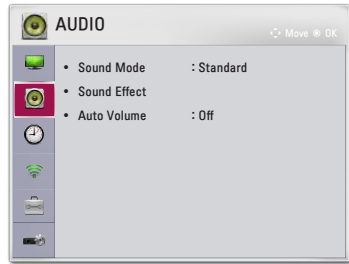 AUDIO
Move OK
• Sound Mode : Standard
• Sound Effect
• Auto Volume : Off